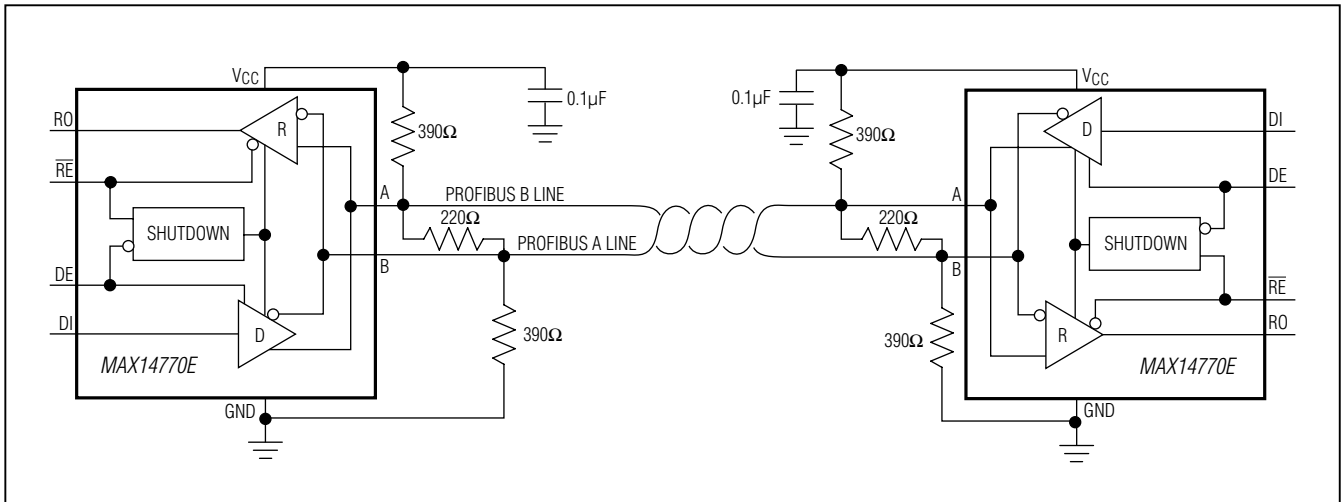 VCC
0.1µF
RO
R
390Ω
RE
A
PROFIBUS B LINE
220Ω
SHUTDOWN
PROFIBUS A LINE
B
DE
DI
D
390Ω
MAX14770E
GND
VCC
0.1µF
390Ω
D
DI
DE
A
220Ω
SHUTDOWN
B
RE
390Ω
R
RO
MAX14770E
GND